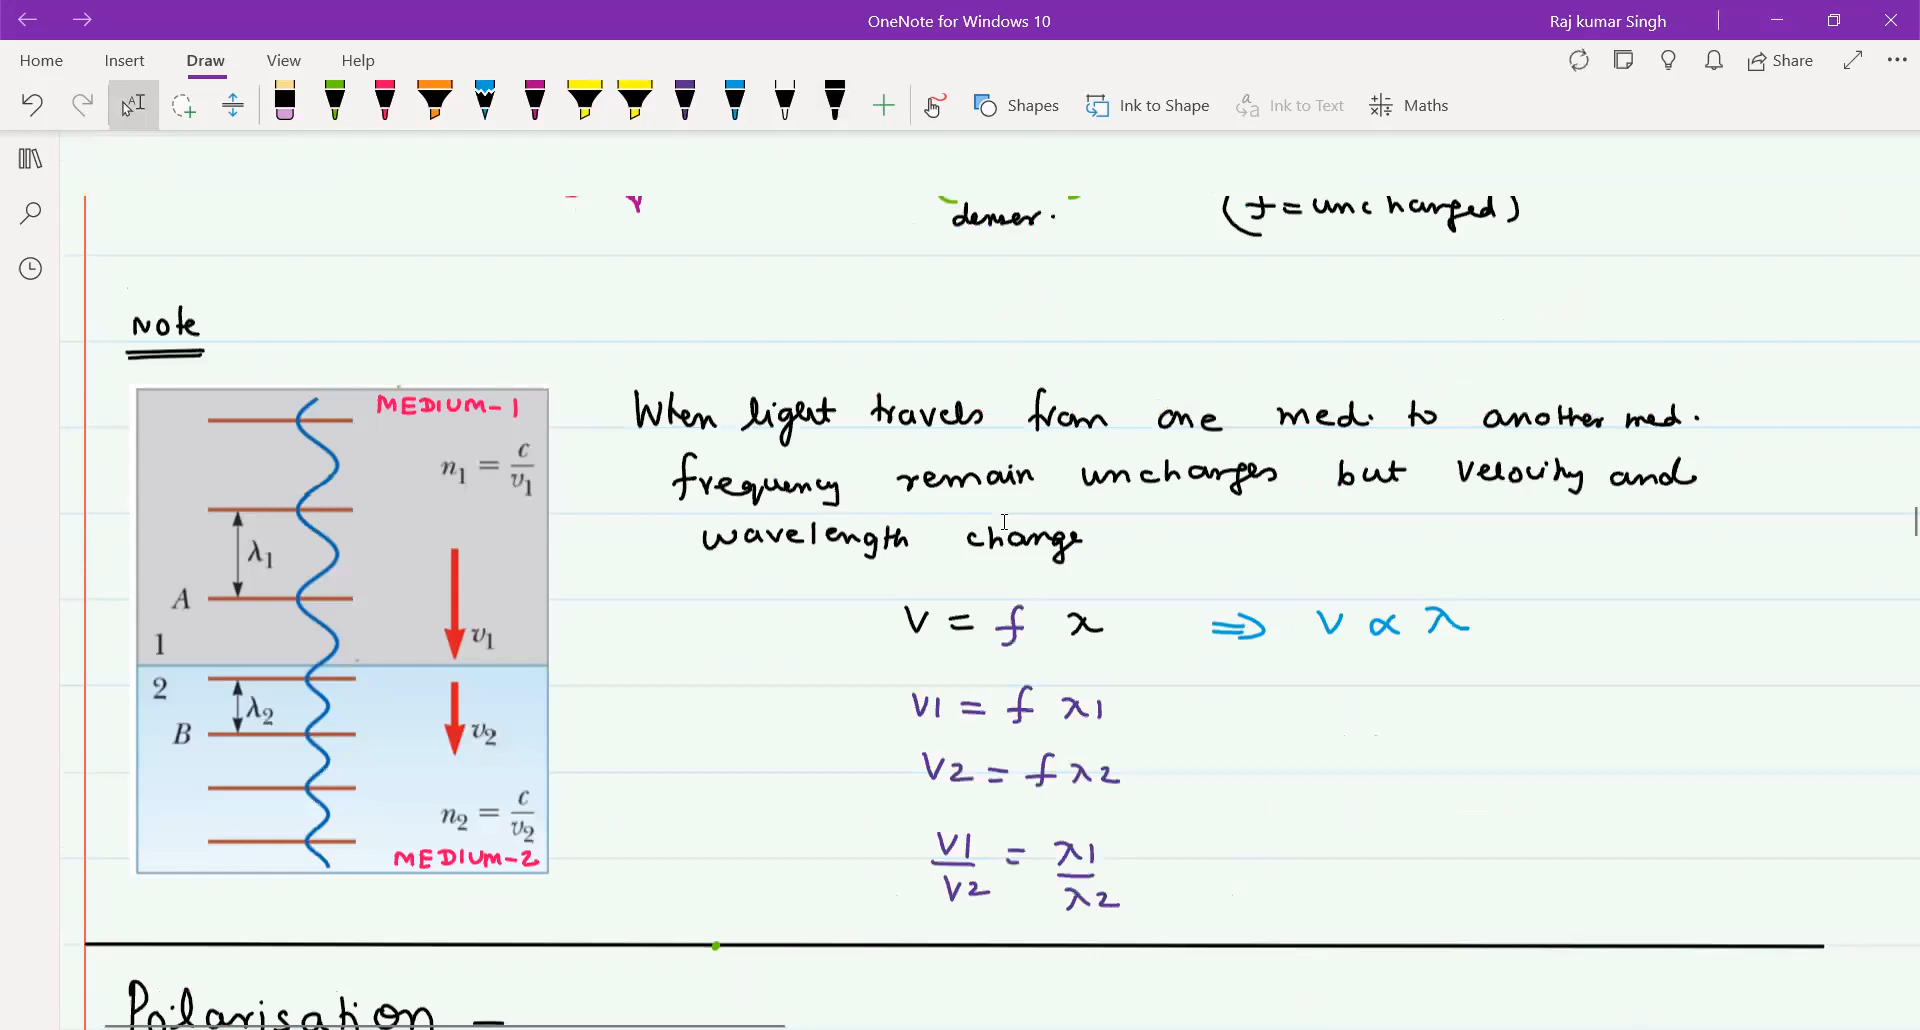 OneNote for Windows 10
Raj kumar Singh
Home Insert Draw View Help
Share
Shapes Ink to Shape Ink to Text Maths
denser. (f = unchanged)
Note
MEDIUM-1
n1 = c/v1
λ1
A
1
v1
2
λ2
B
v2
n2 = c/v2
MEDIUM-2
When light travels from one med. to another med.
frequency remain uncharges but velocity and
wavelength change
V = f λ ⇒ V ∝ λ
V1 = f λ1
V2 = f λ2
V1/V2 = λ1/λ2
Polarisation –